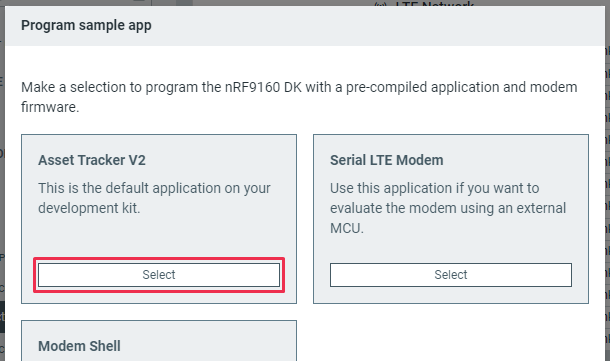 LTE Network
Program sample app
Make a selection to program the nRF9160 DK with a pre-compiled application and modem
firmware.
Asset Tracker V2
This is the default application on your
development kit.
Select
Serial LTE Modem
Use this application if you want to
evaluate the modem using an external
MCU.
Select
Modem Shell